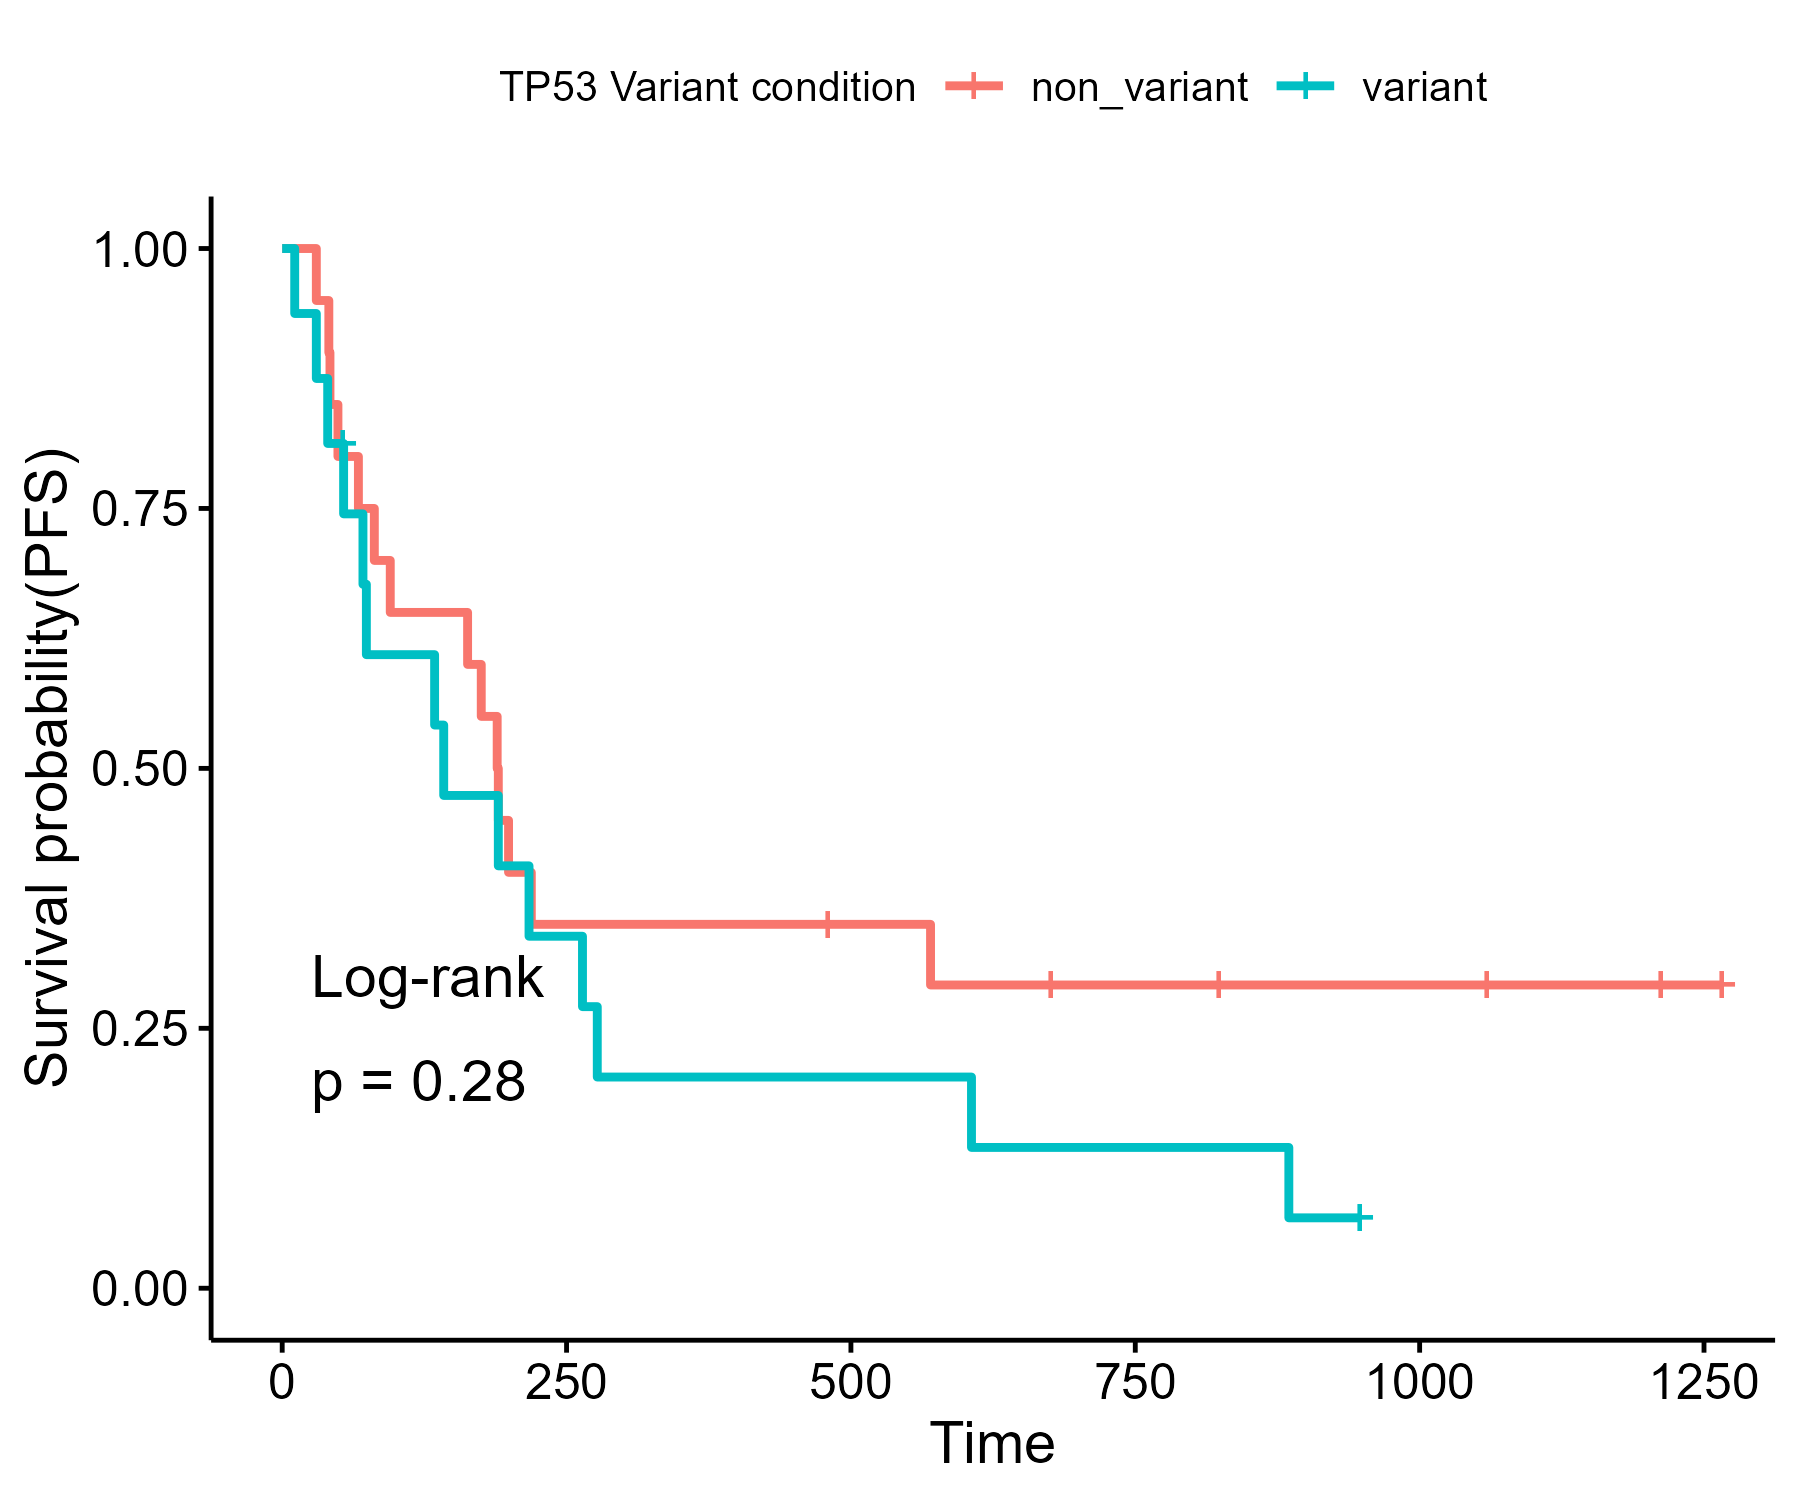 TP53 Variant condition non_variant variant
Survival probability(PFS)
1.00
0.75
0.50
0.25
0.00
Log-rank
p = 0.28
0 250 500 750 1000 1250
Time